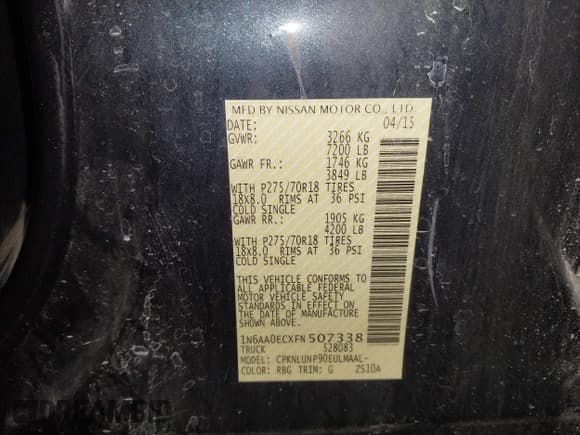 MFD BY NISSAN MOTOR CO., LTD.
DATE: 04/15
GVWR: 3266 KG
7200 LB
GAWR FR.: 1746 KG
3849 LB
WITH P275/70R18 TIRES
18x8.0 RIMS AT 36 PSI
COLD SINGLE
GAWR RR.: 1905 KG
4200 LB
WITH P275/70R18 TIRES
18x8.0 RIMS AT 36 PSI
COLD SINGLE
THIS VEHICLE CONFORMS TO
ALL APPLICABLE FEDERAL
MOTOR VEHICLE SAFETY
STANDARDS IN EFFECT ON
THE DATE OF MANUFACTURE
SHOWN ABOVE.
1N6AA0ECXFN507338
TRUCK 528083
MODEL: CPKNLUNP90EULMAAL-
COLOR: RBG TRIM: G ZS10A
DREAMBID